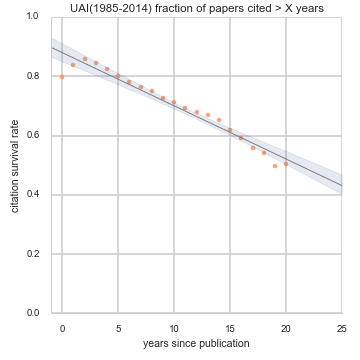 UAI(1985-2014) fraction of papers cited > X years
1.0
0.8
0.6
0.4
0.2
0.0
citation survival rate
0 5 10 15 20 25
years since publication